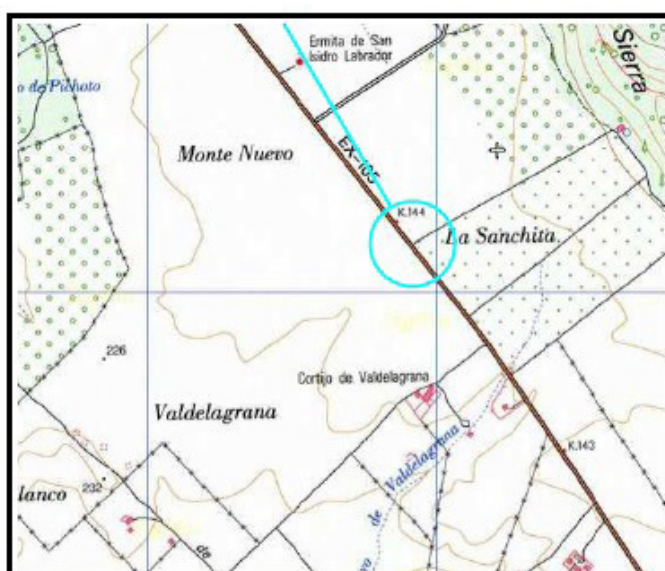 Ermita de San
Isidro Labrador
Sierra
o de Pichoto
Monte Nuevo
EX-105
K.144
La Sanchita
226
Cortijo de Valdelagrana
Valdelagrana
de Valdelagrana
K.143
lanco
232
de